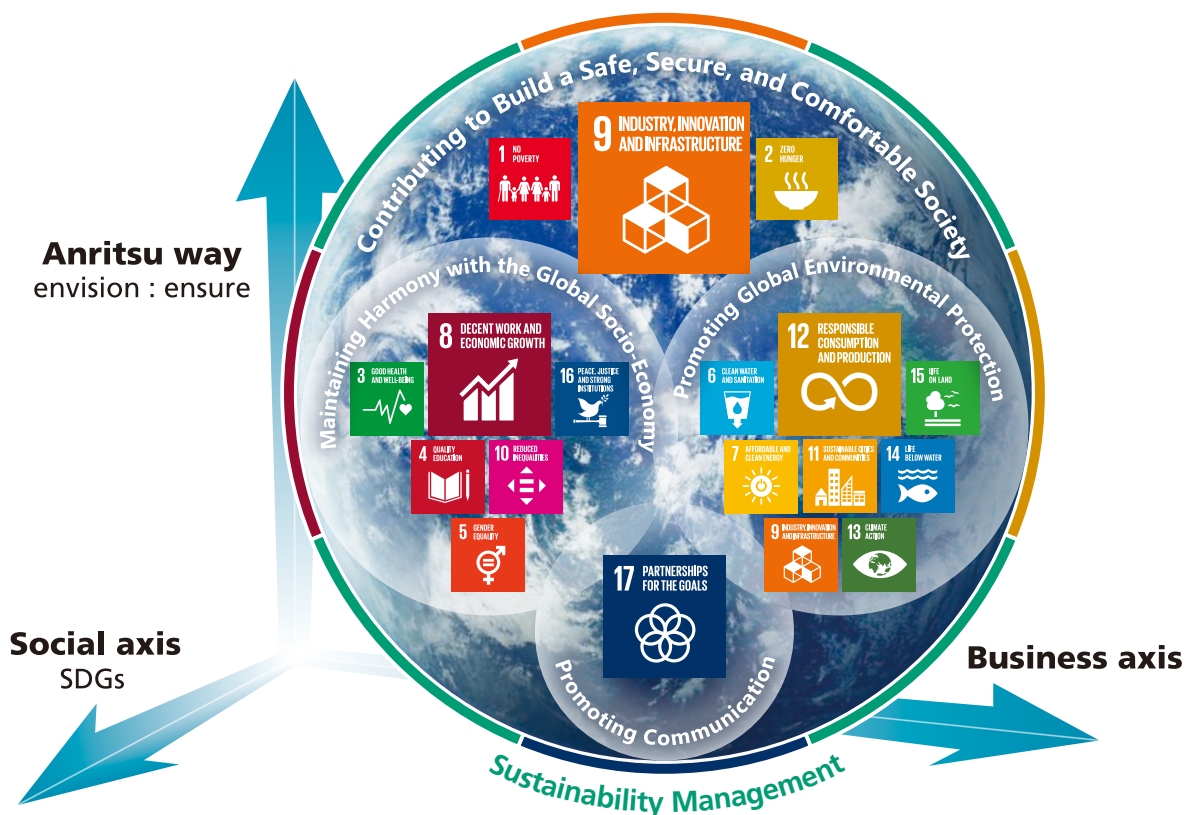 Contributing to Build a Safe, Secure, and Comfortable Society
1 NO
POVERTY
9 INDUSTRY, INNOVATION
AND INFRASTRUCTURE
2 ZERO
HUNGER
Anritsu way
envision : ensure
Maintaining Harmony with the Global Socio-Economy
8 DECENT WORK AND
ECONOMIC GROWTH
3 GOOD HEALTH
AND WELL-BEING
16 PEACE, JUSTICE
AND STRONG
INSTITUTIONS
4 QUALITY
EDUCATION
10 REDUCED
INEQUALITIES
5 GENDER
EQUALITY
Promoting Global Environmental Protection
12 RESPONSIBLE
CONSUMPTION
AND PRODUCTION
6 CLEAN WATER
AND SANITATION
15 LIFE
ON LAND
7 AFFORDABLE AND
CLEAN ENERGY
11 SUSTAINABLE CITIES
AND COMMUNITIES
14 LIFE
BELOW WATER
9 INDUSTRY, INNOVATION
AND INFRASTRUCTURE
13 CLIMATE
ACTION
17 PARTNERSHIPS
FOR THE GOALS
Promoting Communication
Social axis
SDGs
Business axis
Sustainability Management